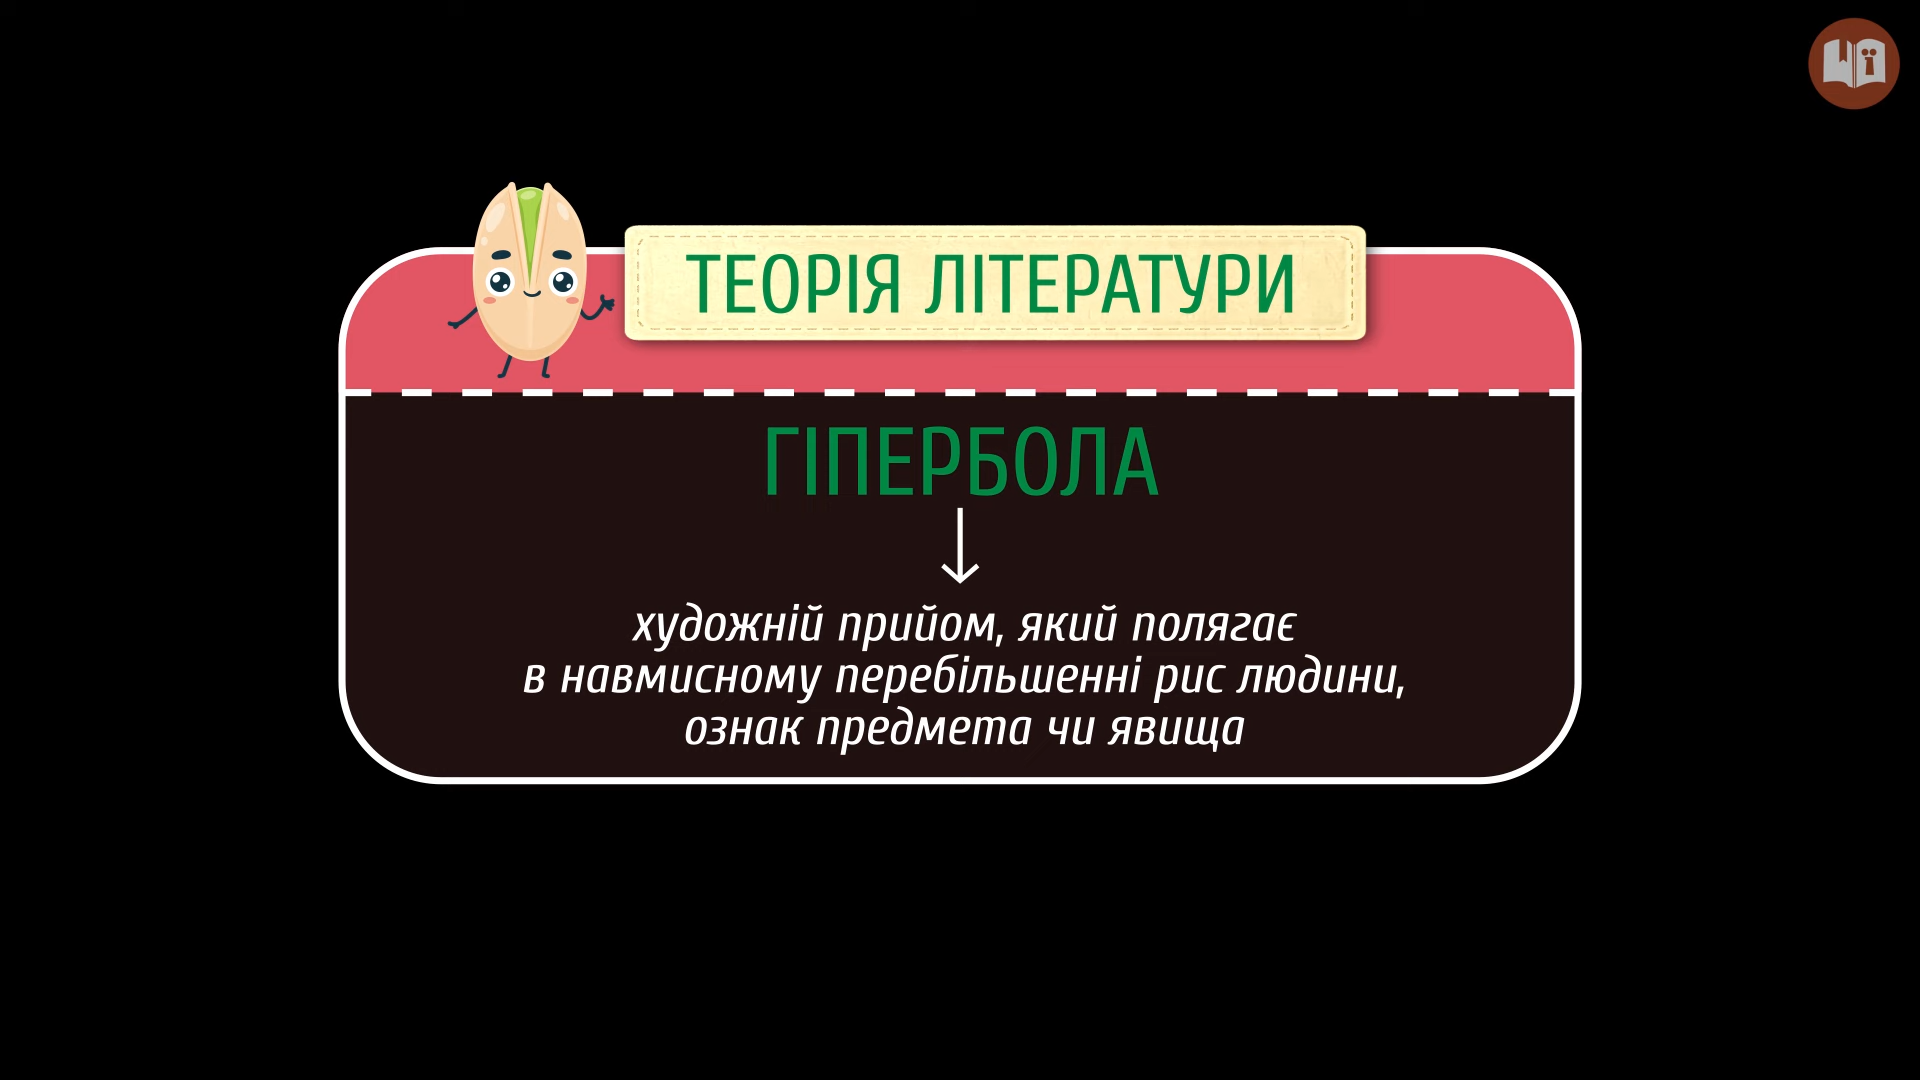 ТЕОРІЯ ЛІТЕРАТУРИ
ГІПЕРБОЛА
художній прийом, який полягає
в навмисному перебільшенні рис людини,
ознак предмета чи явища